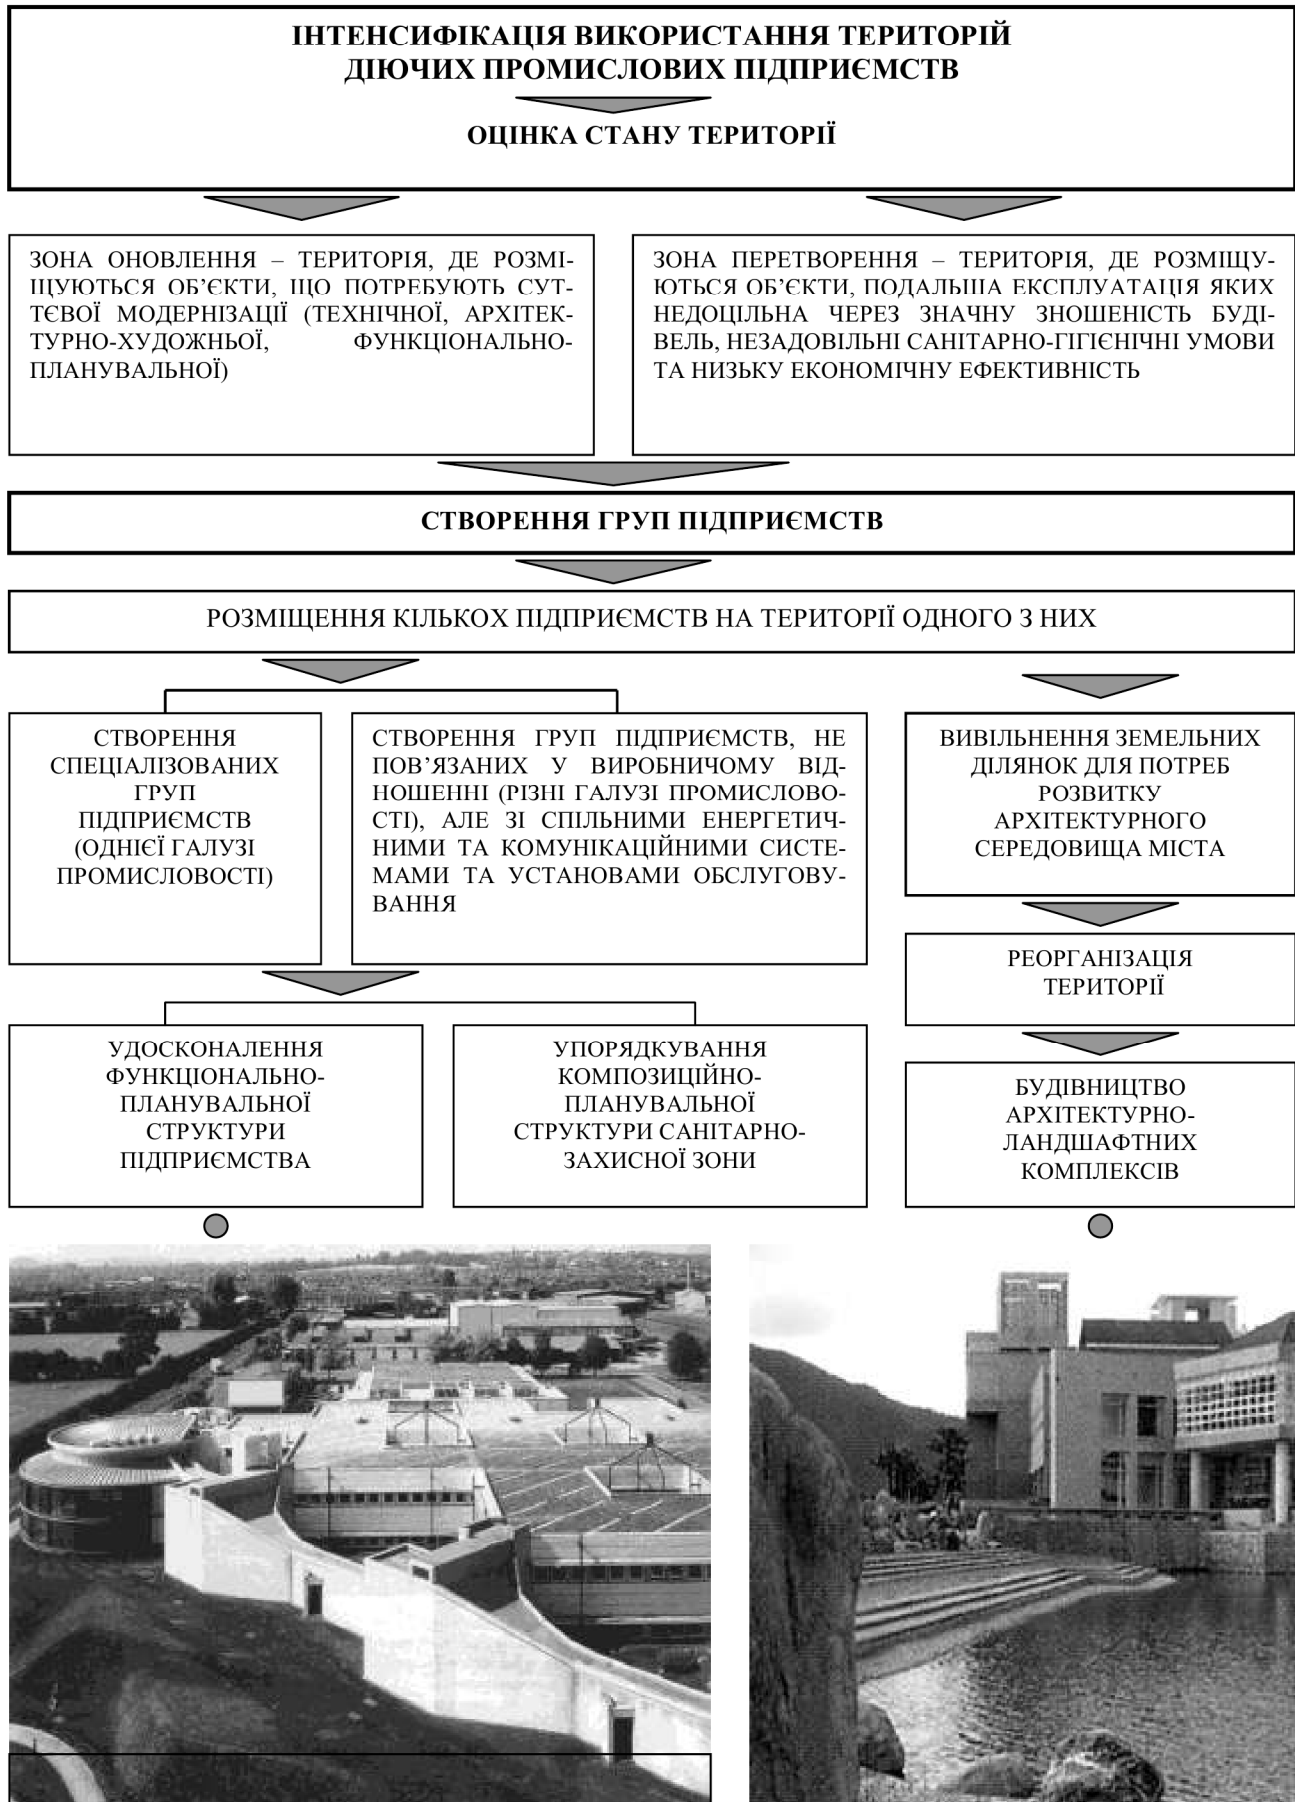 ІНТЕНСИФІКАЦІЯ ВИКОРИСТАННЯ ТЕРИТОРІЙ
ДІЮЧИХ ПРОМИСЛОВИХ ПІДПРИЄМСТВ
ОЦІНКА СТАНУ ТЕРИТОРІЇ
ЗОНА ОНОВЛЕННЯ – ТЕРИТОРІЯ, ДЕ РОЗМІ-
ЩУЮТЬСЯ ОБ’ЄКТИ, ЩО ПОТРЕБУЮТЬ СУТ-
ТЄВОЇ МОДЕРНІЗАЦІЇ (ТЕХНІЧНОЇ, АРХІТЕК-
ТУРНО-ХУДОЖНЬОЇ, ФУНКЦІОНАЛЬНО-
ПЛАНУВАЛЬНОЇ)
ЗОНА ПЕРЕТВОРЕННЯ – ТЕРИТОРІЯ, ДЕ РОЗМІЩУ-
ЮТЬСЯ ОБ’ЄКТИ, ПОДАЛЬША ЕКСПЛУАТАЦІЯ ЯКИХ
НЕДОЦІЛЬНА ЧЕРЕЗ ЗНАЧНУ ЗНОШЕНІСТЬ БУДІ-
ВЕЛЬ, НЕЗАДОВІЛЬНІ САНІТАРНО-ГІГІЄНІЧНІ УМОВИ
ТА НИЗЬКУ ЕКОНОМІЧНУ ЕФЕКТИВНІСТЬ
СТВОРЕННЯ ГРУП ПІДПРИЄМСТВ
РОЗМІЩЕННЯ КІЛЬКОХ ПІДПРИЄМСТВ НА ТЕРИТОРІЇ ОДНОГО З НИХ
СТВОРЕННЯ
СПЕЦІАЛІЗОВАНИХ
ГРУП
ПІДПРИЄМСТВ
(ОДНІЄЇ ГАЛУЗІ
ПРОМИСЛОВОСТІ)
СТВОРЕННЯ ГРУП ПІДПРИЄМСТВ, НЕ
ПОВ’ЯЗАНИХ У ВИРОБНИЧОМУ ВІД-
НОШЕННІ (РІЗНІ ГАЛУЗІ ПРОМИСЛОВО-
СТІ), АЛЕ ЗІ СПІЛЬНИМИ ЕНЕРГЕТИЧ-
НИМИ ТА КОМУНІКАЦІЙНИМИ СИСТЕ-
МАМИ ТА УСТАНОВАМИ ОБСЛУГОВУ-
ВАННЯ
ВИВІЛЬНЕННЯ ЗЕМЕЛЬНИХ
ДІЛЯНОК ДЛЯ ПОТРЕБ
РОЗВИТКУ
АРХІТЕКТУРНОГО
СЕРЕДОВИЩА МІСТА
РЕОРГАНІЗАЦІЯ
ТЕРИТОРІЇ
УДОСКОНАЛЕННЯ
ФУНКЦІОНАЛЬНО-
ПЛАНУВАЛЬНОЇ
СТРУКТУРИ
ПІДПРИЄМСТВА
УПОРЯДКУВАННЯ
КОМПОЗИЦІЙНО-
ПЛАНУВАЛЬНОЇ
СТРУКТУРИ САНІТАРНО-
ЗАХИСНОЇ ЗОНИ
БУДІВНИЦТВО
АРХІТЕКТУРНО-
ЛАНДШАФТНИХ
КОМПЛЕКСІВ